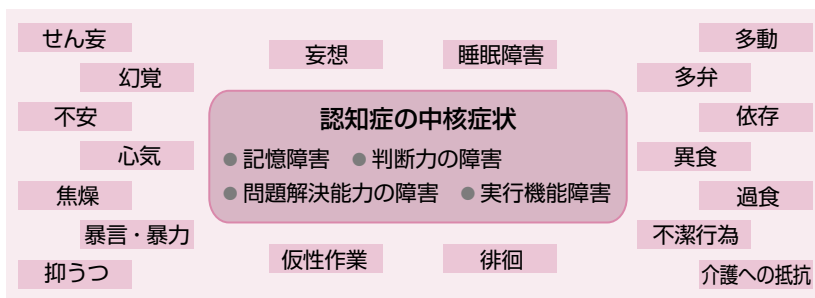 せん妄
幻覚
不安
心気
焦燥
暴言・暴力
抑うつ
妄想
睡眠障害
認知症の中核症状
● 記憶障害 ● 判断力の障害
● 問題解決能力の障害 ● 実行機能障害
仮性作業
徘徊
多動
多弁
依存
異食
過食
不潔行為
介護への抵抗